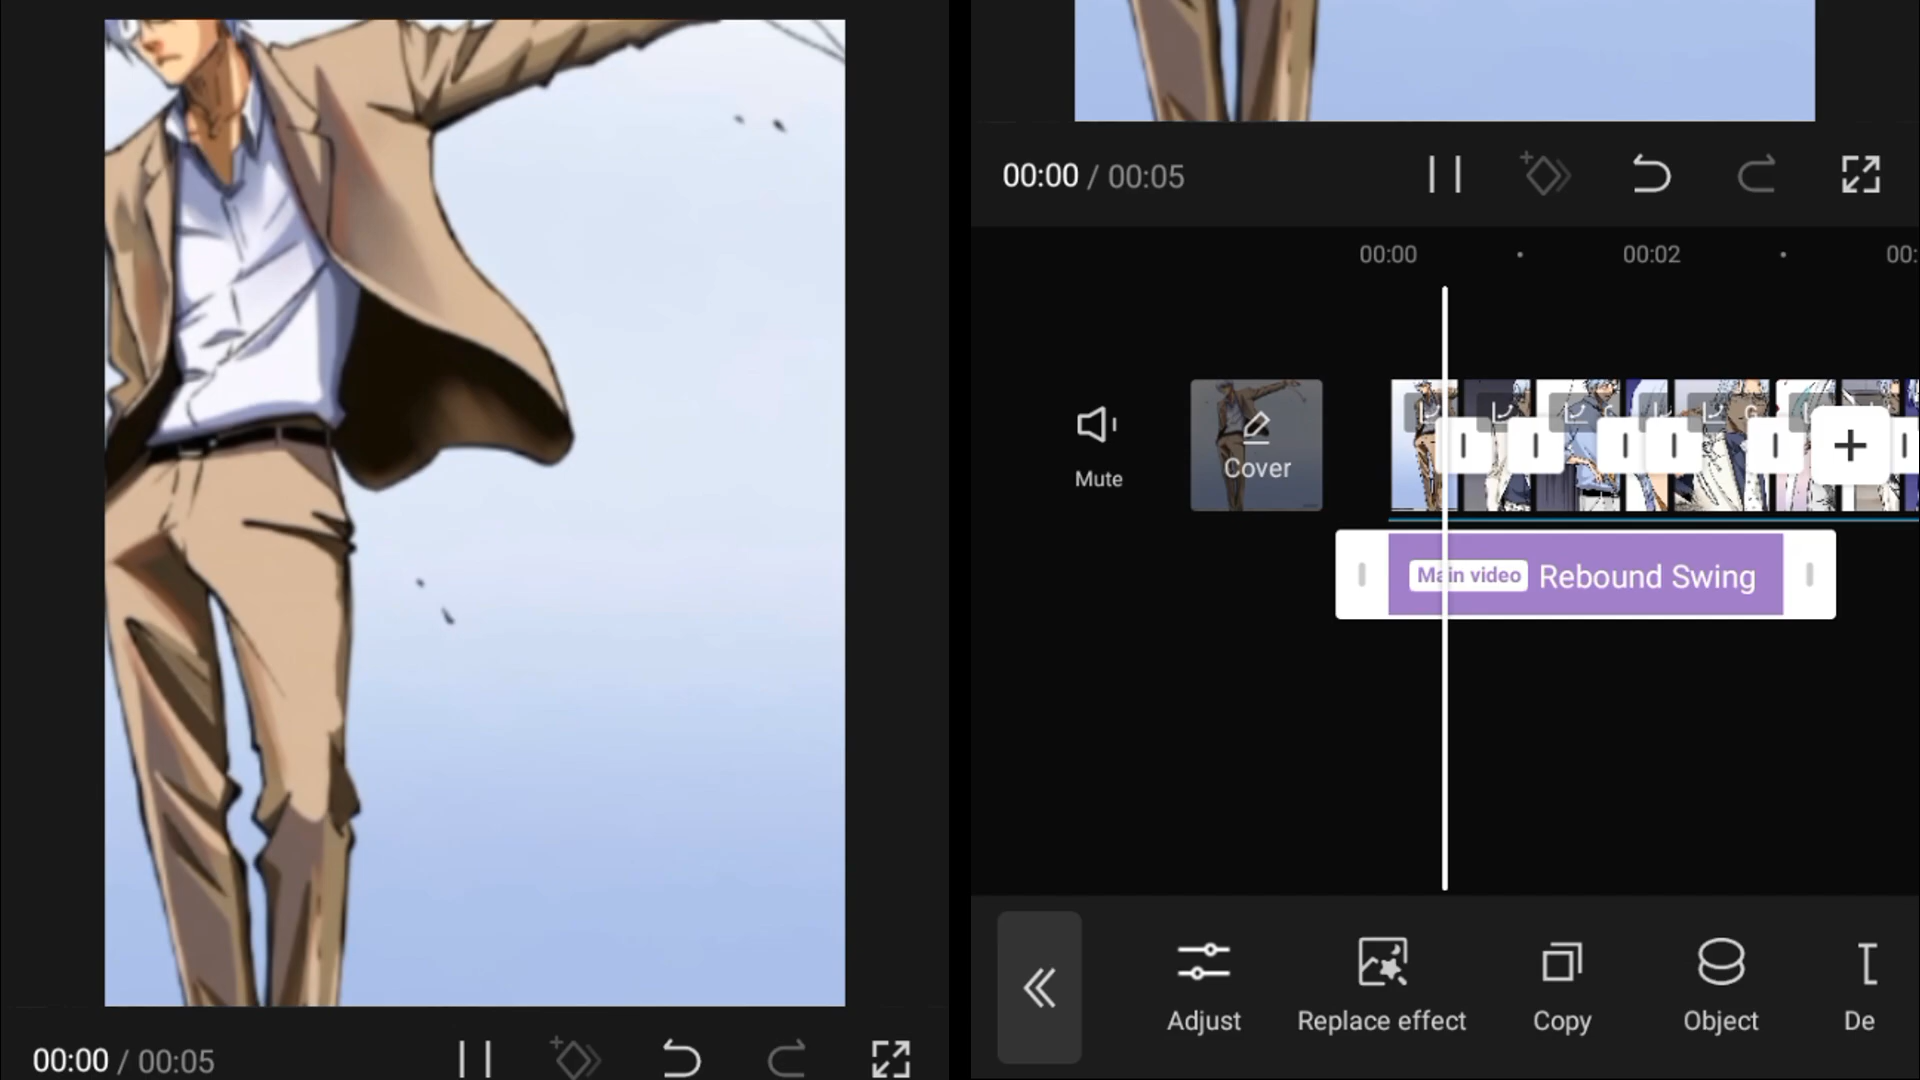 00:00 / 00:05
00:00 / 00:05
00:00
00:02
00:
Mute
Cover
Main video
Rebound Swing
Adjust
Replace effect
Copy
Object
De